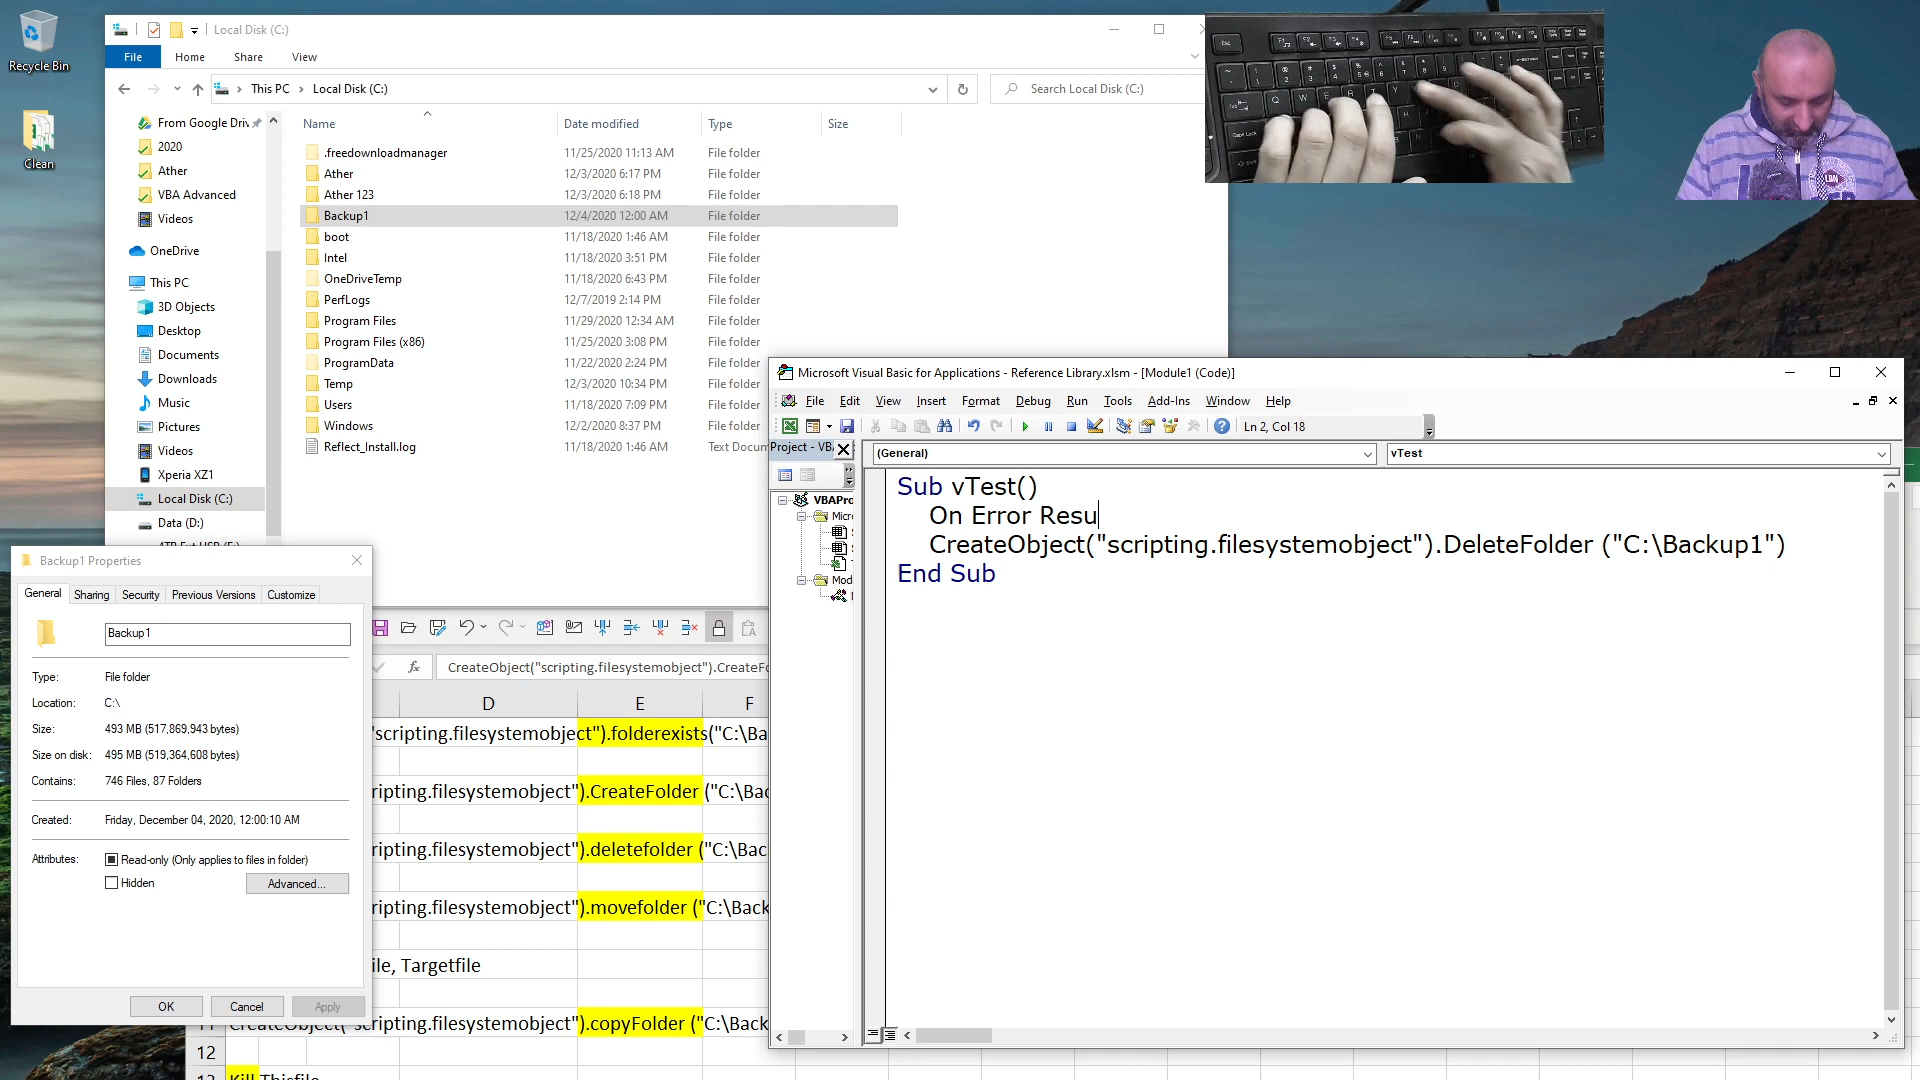 Recycle Bin
Clean
Local Disk (C:)
File
Home
Share
View
This PC
Local Disk (C:)
Search Local Disk (C:)
From Google Driv
2020
Ather
VBA Advanced
Videos
OneDrive
This PC
3D Objects
Desktop
Documents
Downloads
Music
Pictures
Videos
Xperia XZ1
Local Disk (C:)
Data (D:)
Name Date modified Type Size
.freedownloadmanager 11/25/2020 11:13 AM File folder
Ather 12/3/2020 6:17 PM File folder
Ather 123 12/3/2020 6:18 PM File folder
Backup1 12/4/2020 12:00 AM File folder
boot 11/18/2020 1:46 AM File folder
Intel 11/18/2020 3:51 PM File folder
OneDriveTemp 11/18/2020 6:43 PM File folder
PerfLogs 12/7/2019 2:14 PM File folder
Program Files 11/29/2020 12:34 AM File folder
Program Files (x86) 11/25/2020 3:08 PM File folder
ProgramData 11/22/2020 2:24 PM File folder
Temp 12/3/2020 10:34 PM File folder
Users 11/18/2020 7:09 PM File folder
Windows 12/2/2020 8:37 PM File folder
Reflect_Install.log 11/18/2020 1:46 AM Text Docum
Microsoft Visual Basic for Applications - Reference Library.xlsm - [Module1 (Code)]
File Edit View Insert Format Debug Run Tools Add-Ins Window Help
Ln 2, Col 18
Project - VBA
VBAPro
Micr
Mod
(General)
vTest
Sub vTest()
On Error Resu
CreateObject("scripting.filesystemobject").DeleteFolder ("C:\Backup1")
End Sub
Backup1 Properties
General Sharing Security Previous Versions Customize
Backup1
Type: File folder
Location: C:\
Size: 493 MB (517,869,943 bytes)
Size on disk: 495 MB (519,364,608 bytes)
Contains: 746 Files, 87 Folders
Created: Friday, December 04, 2020, 12:00:10 AM
Attributes: Read-only (Only applies to files in folder)
Hidden
Advanced...
OK Cancel Apply
fx CreateObject("scripting.filesystemobject").CreateFo
D E F
"scripting.filesystemobject").folderexists("C:\Ba
ripting.filesystemobject").CreateFolder ("C:\Bac
ripting.filesystemobject").deletefolder ("C:\Bac
ripting.filesystemobject").movefolder ("C:\Back
ile, Targetfile
11 CreateObject("scripting.filesystemobject").copyFolder ("C:\Back
12
13 Kill Thisfile